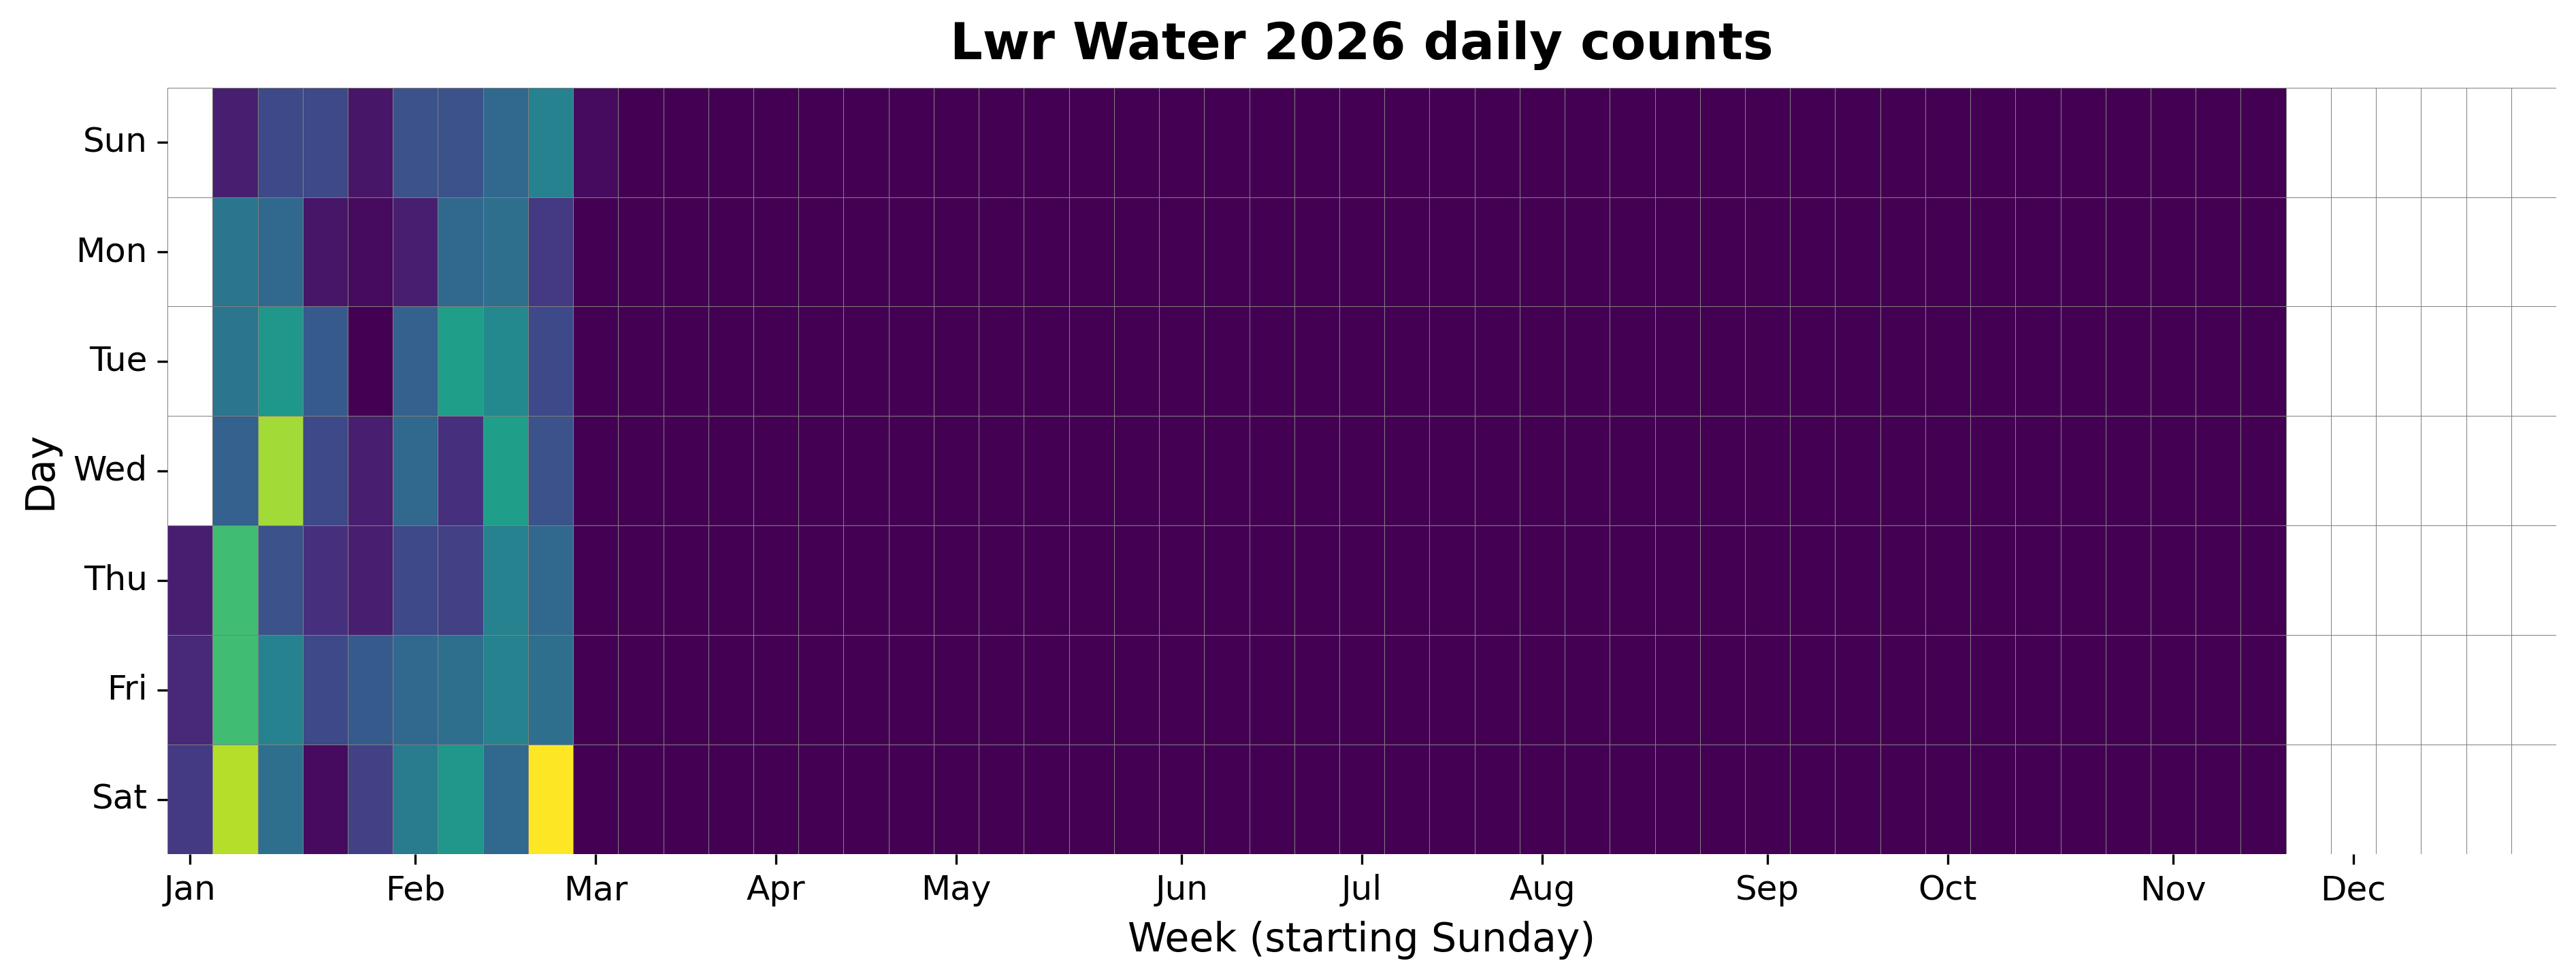 Lwr Water 2026 daily counts
Sun
Mon
Tue
Wed
Thu
Fri
Sat
Day
Jan Feb Mar Apr May Jun Jul Aug Sep Oct Nov Dec
Week (starting Sunday)